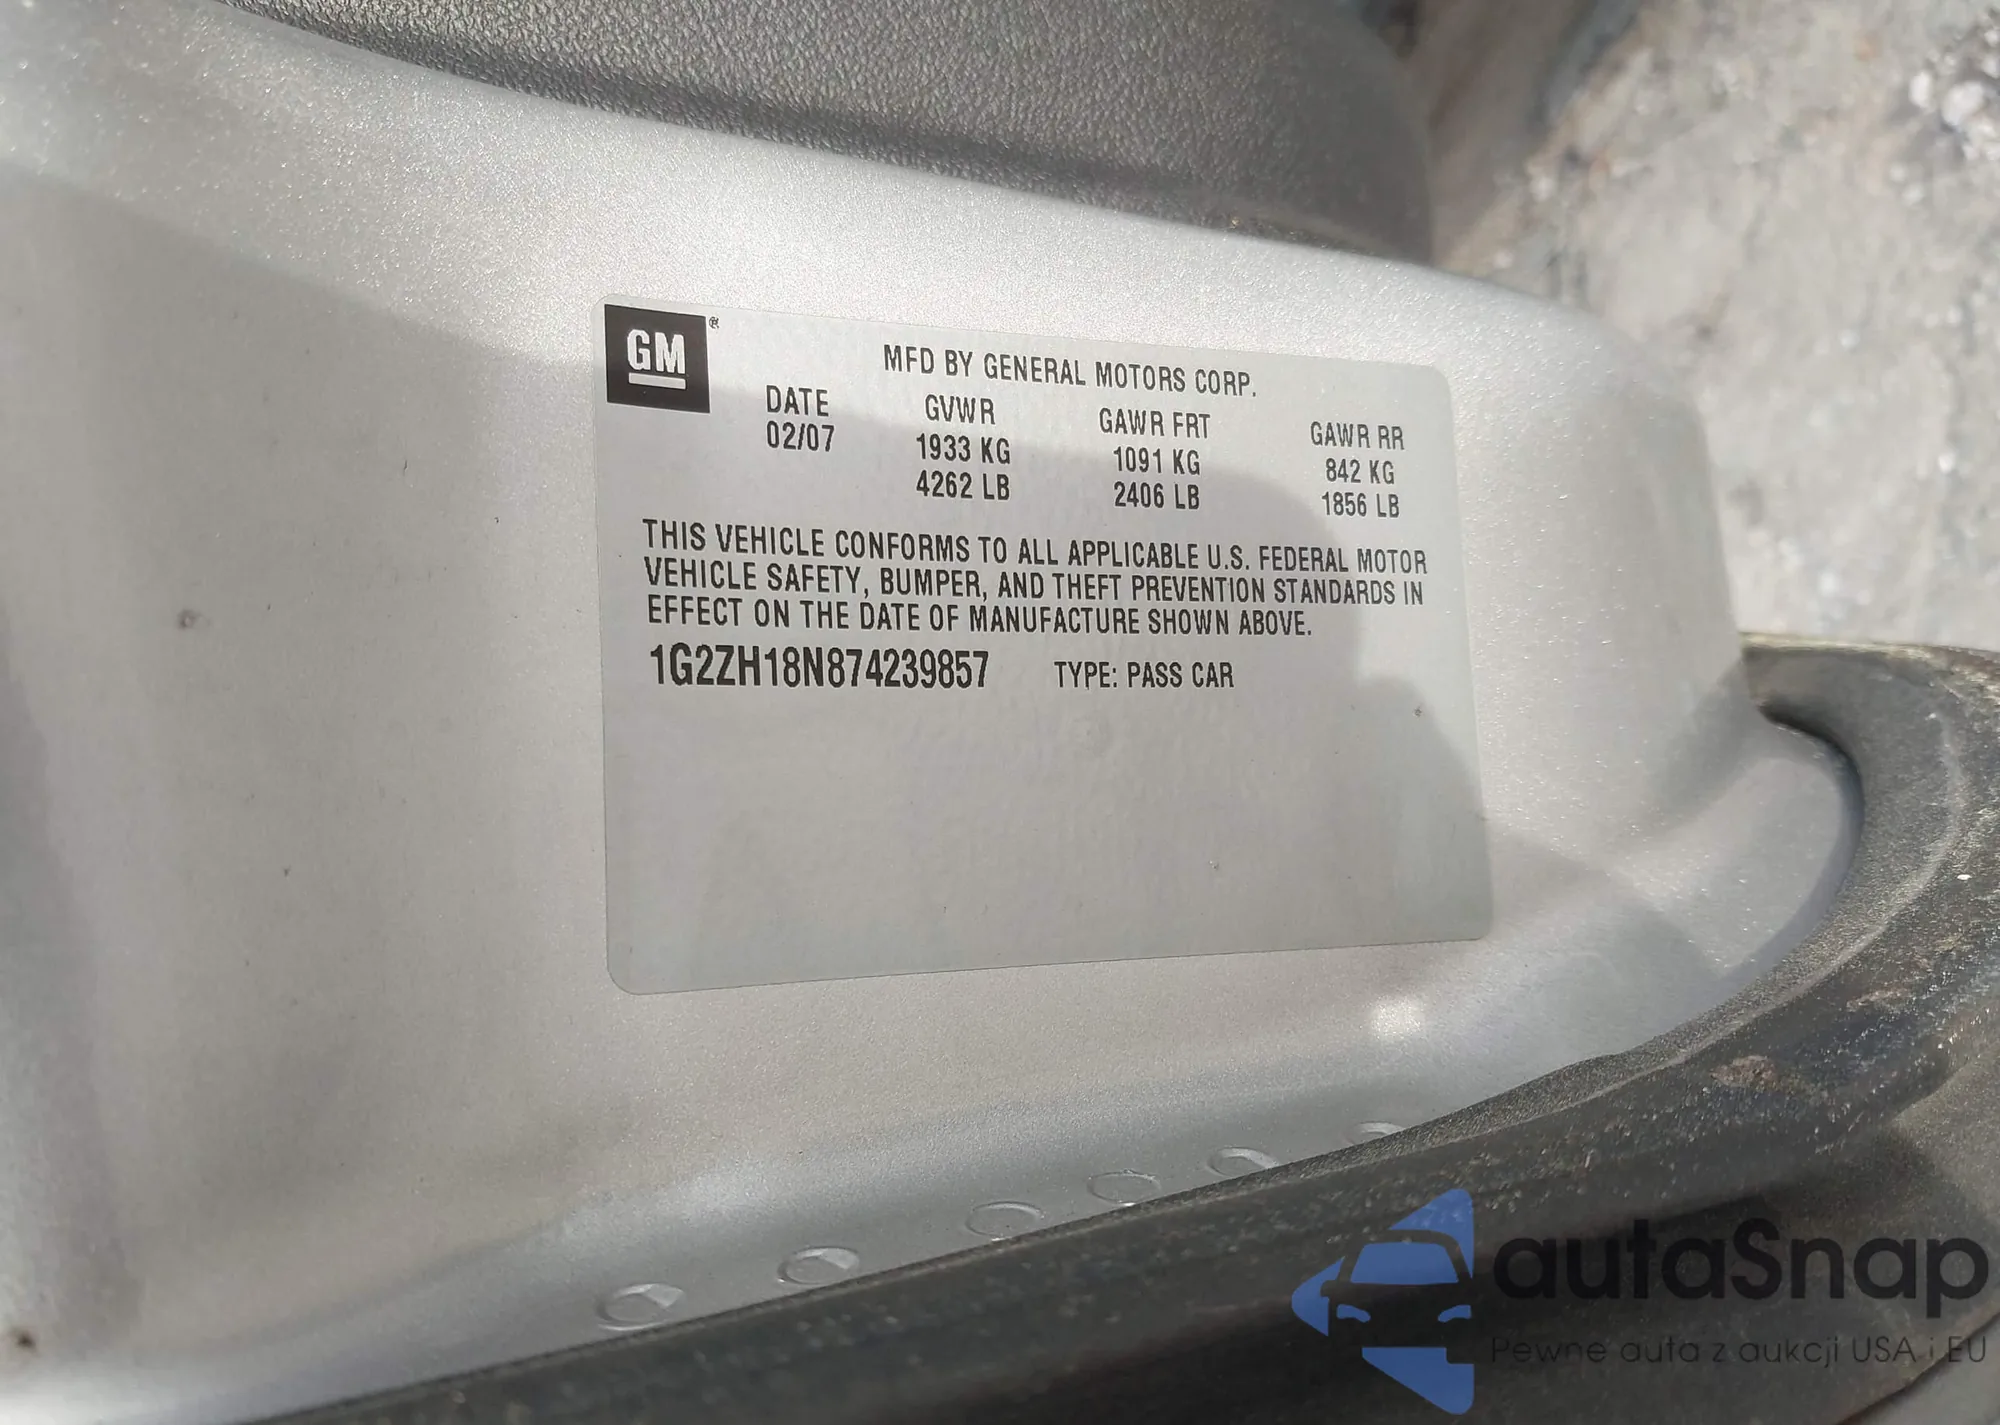 GM®
MFD BY GENERAL MOTORS CORP.
DATE GVWR GAWR FRT GAWR RR
02/07 1933 KG 1091 KG 842 KG
4262 LB 2406 LB 1856 LB
THIS VEHICLE CONFORMS TO ALL APPLICABLE U.S. FEDERAL MOTOR
VEHICLE SAFETY, BUMPER, AND THEFT PREVENTION STANDARDS IN
EFFECT ON THE DATE OF MANUFACTURE SHOWN ABOVE.
1G2ZH18N874239857 TYPE: PASS CAR
autaSnap
Pewne auta z aukcji USA i EU